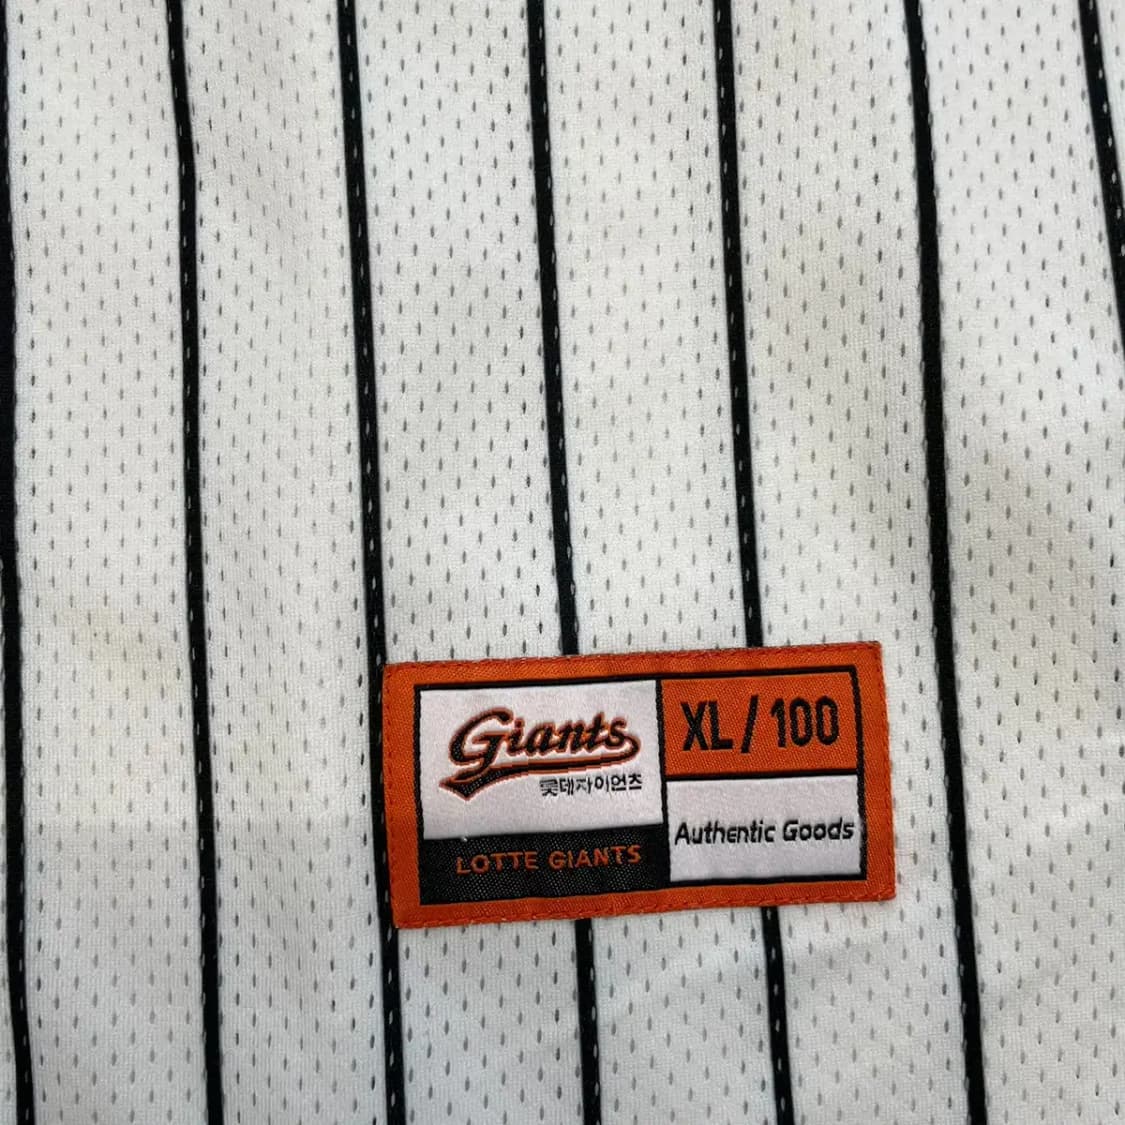 Giants
롯데자이언츠
LOTTE GIANTS
XL/100
Authentic Goods